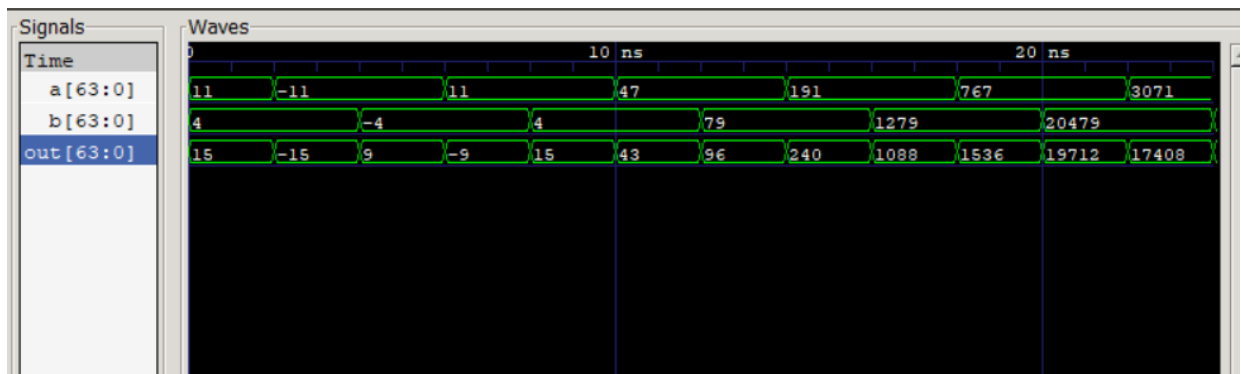 Signals Waves
Time 0 10 ns 20 ns
a[63:0] 11 -11 11 47 191 767 3071
b[63:0] 4 -4 4 79 1279 20479
out[63:0] 15 -15 9 -9 15 43 96 240 1088 1536 19712 17408